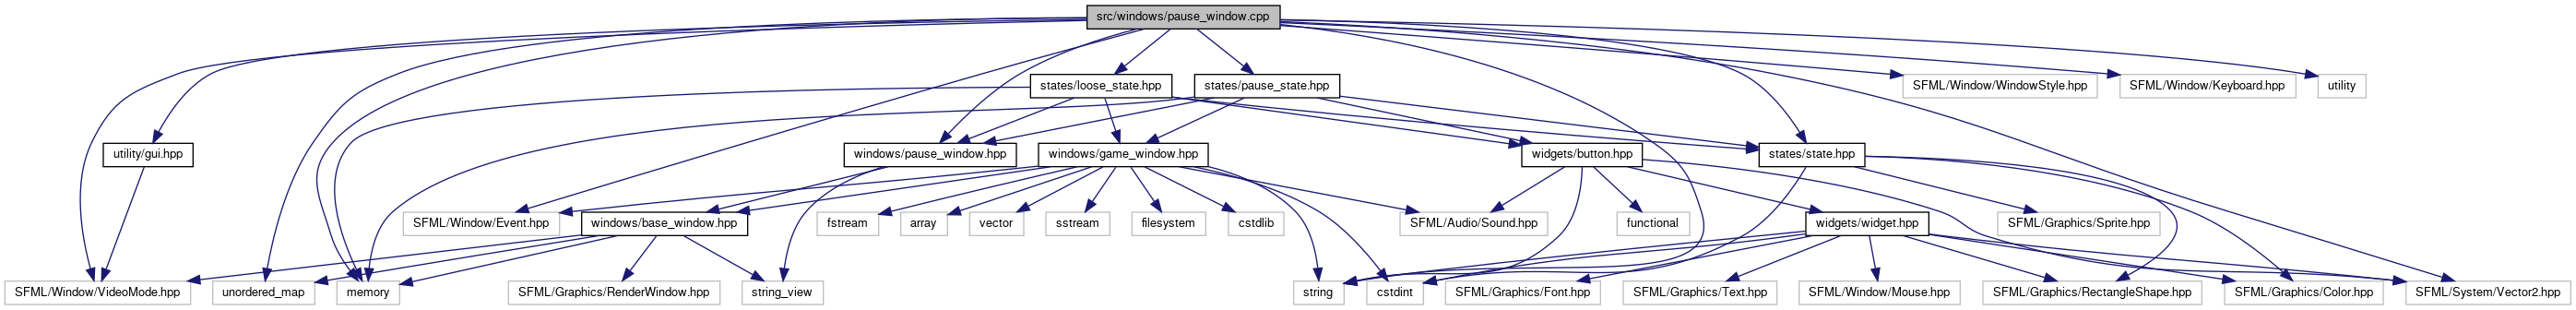 src/windows/pause_window.cpp
states/loose_state.hpp
states/pause_state.hpp
SFML/Window/WindowStyle.hpp
SFML/Window/Keyboard.hpp
utility
utility/gui.hpp
windows/pause_window.hpp
windows/game_window.hpp
widgets/button.hpp
states/state.hpp
SFML/Window/Event.hpp
windows/base_window.hpp
fstream
array
vector
sstream
filesystem
cstdlib
SFML/Audio/Sound.hpp
functional
widgets/widget.hpp
SFML/Graphics/Sprite.hpp
SFML/Window/VideoMode.hpp
unordered_map
memory
SFML/Graphics/RenderWindow.hpp
string_view
string
cstdint
SFML/Graphics/Font.hpp
SFML/Graphics/Text.hpp
SFML/Window/Mouse.hpp
SFML/Graphics/RectangleShape.hpp
SFML/Graphics/Color.hpp
SFML/System/Vector2.hpp